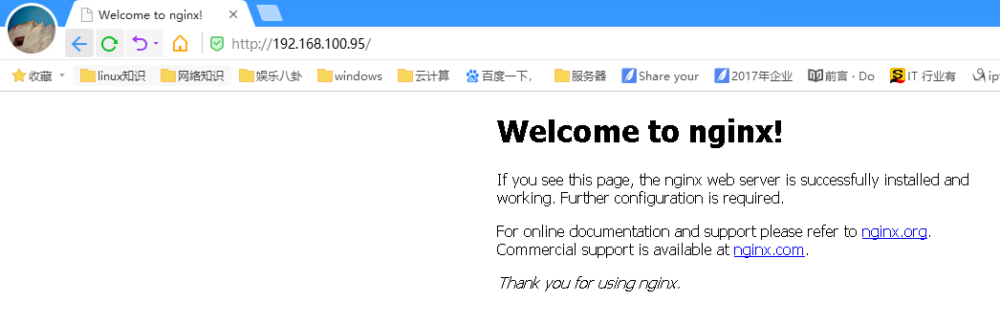 Welcome to nginx!
http://192.168.100.95/
收藏 linux知识 网络知识 娱乐八卦 windows 云计算 百度一下, 服务器 Share your 2017年企业 前言 · Do IT 行业有
Welcome to nginx!
If you see this page, the nginx web server is successfully installed and
working. Further configuration is required.
For online documentation and support please refer to nginx.org.
Commercial support is available at nginx.com.
Thank you for using nginx.